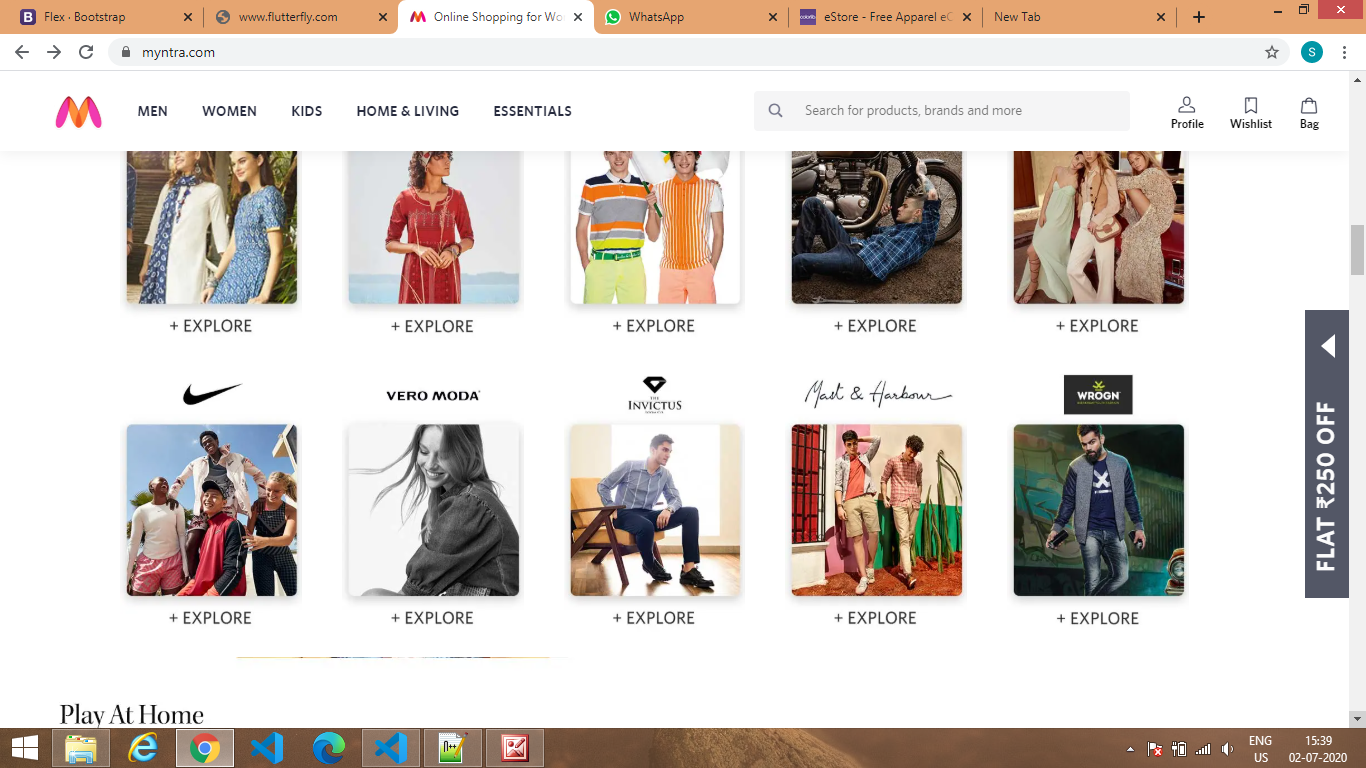 Flex · Bootstrap
www.flutterfly.com
Online Shopping for Wo
WhatsApp
eStore - Free Apparel eC
New Tab
myntra.com
S
MEN
WOMEN
KIDS
HOME & LIVING
ESSENTIALS
Search for products, brands and more
Profile
Wishlist
Bag
+ EXPLORE
+ EXPLORE
+ EXPLORE
+ EXPLORE
+ EXPLORE
VERO MODA
THE
INVICTUS
Mast & Harbour
WROGN
+ EXPLORE
+ EXPLORE
+ EXPLORE
+ EXPLORE
+ EXPLORE
FLAT ₹250 OFF
Play At Home
ENG
US
15:39
02-07-2020